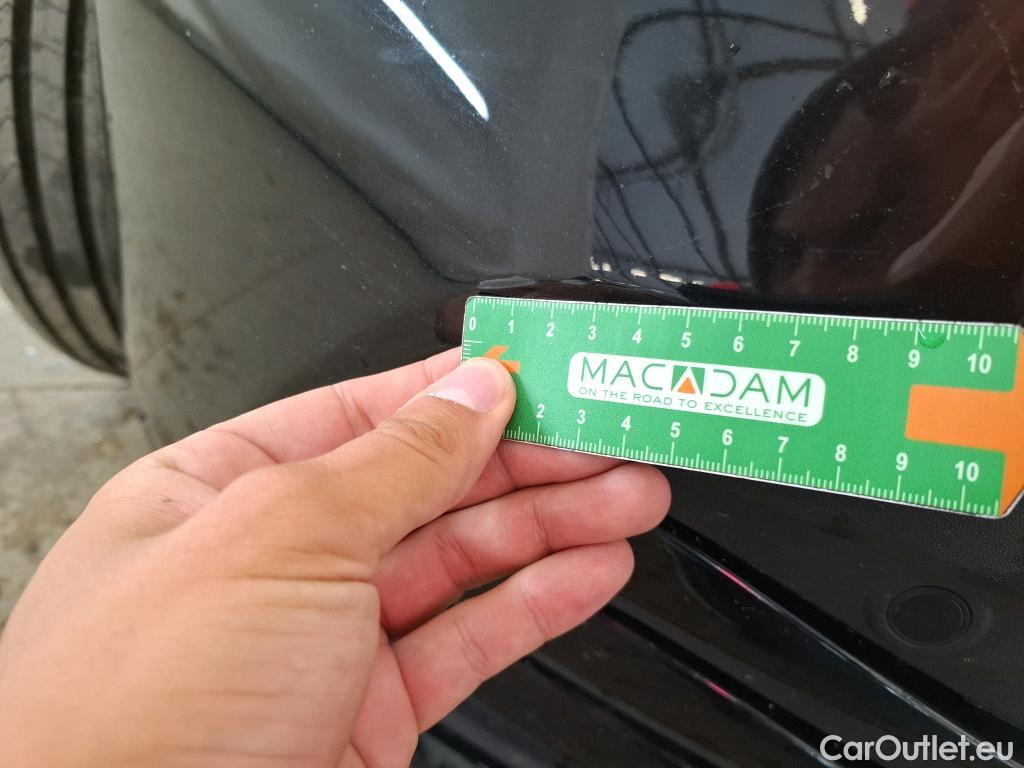 0 1 2 3 4 5 6 7 8 9 10
MACADAM
ON THE ROAD TO EXCELLENCE
2 3 4 5 6 7 8 9 10
CarOutlet.eu